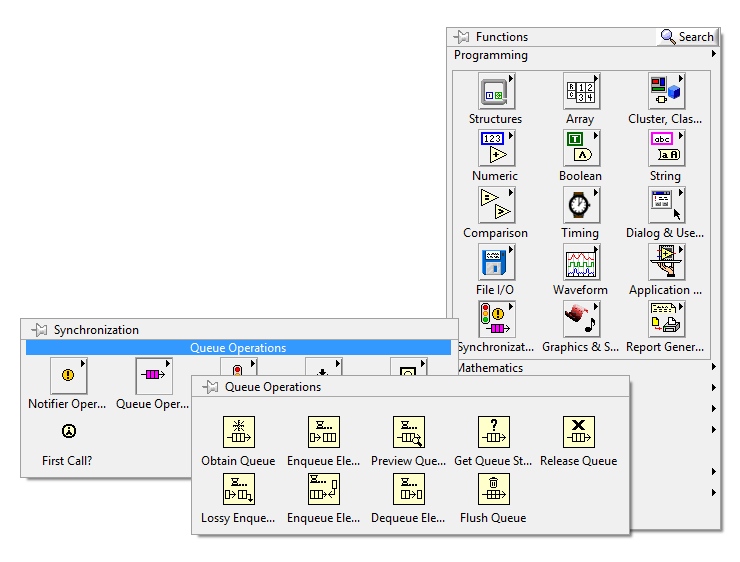 Functions
Search
Programming
Structures
Array
Cluster, Clas...
Numeric
Boolean
String
Comparison
Timing
Dialog & Use...
File I/O
Waveform
Application ...
Synchronizat...
Graphics & S...
Report Gener...
Mathematics
Synchronization
Queue Operations
Notifier Oper...
Queue Oper...
First Call?
Queue Operations
Obtain Queue
Enqueue Ele...
Preview Que...
Get Queue St...
Release Queue
Lossy Enque...
Enqueue Ele...
Dequeue Ele...
Flush Queue